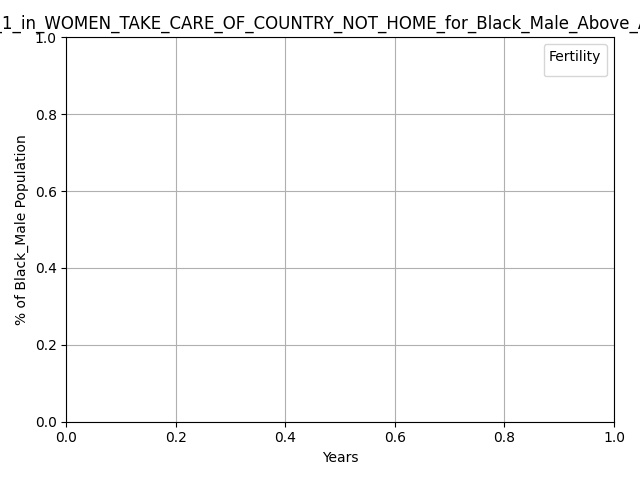 _1_in_WOMEN_TAKE_CARE_OF_COUNTRY_NOT_HOME_for_Black_Male_Above_
Fertility
1.0
0.8
0.6
0.4
0.2
0.0
% of Black_Male Population
0.0 0.2 0.4 0.6 0.8 1.0
Years